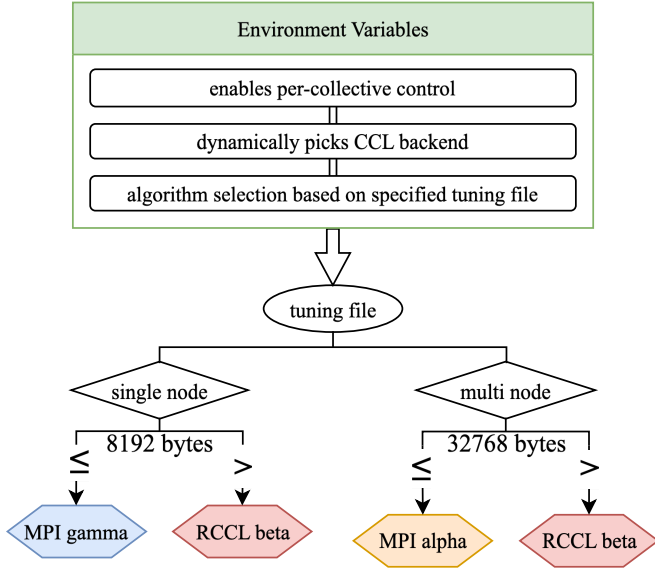 Environment Variables
enables per-collective control
dynamically picks CCL backend
algorithm selection based on specified tuning file
tuning file
single node
multi node
8192 bytes
32768 bytes
≤
>
≤
>
MPI gamma
RCCL beta
MPI alpha
RCCL beta